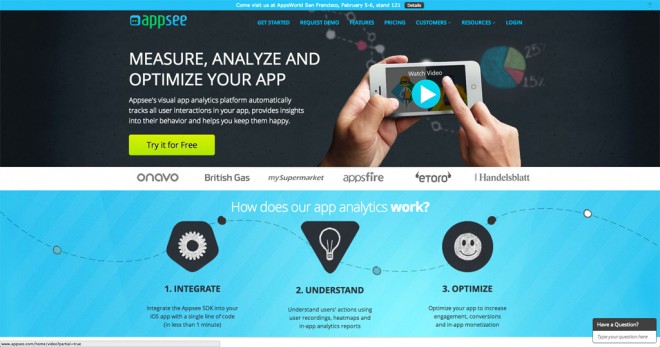 Come visit us at AppsWorld San Francisco, February 5-6, stand 121 Details
appsee
GET STARTED REQUEST DEMO FEATURES PRICING CUSTOMERS RESOURCES LOGIN
MEASURE, ANALYZE AND
OPTIMIZE YOUR APP
Appsee's visual app analytics platform automatically
tracks all user interactions in your app, provides insights
into their behavior and helps you keep them happy.
Try it for Free
Watch Video
25%
15%
onavo British Gas mySupermarket appsfire eTORO Handelsblatt
How does our app analytics work?
1. INTEGRATE
Integrate the Appsee SDK into your
iOS app with a single line of code
(in less than 1 minute)
2. UNDERSTAND
Understand users' actions using
user recordings, heatmaps and
in-app analytics reports
3. OPTIMIZE
Optimize your app to increase
engagement, conversions
and in-app monetization
Have a Question?
Type your question here
www.appsee.com/home/video?partial=true